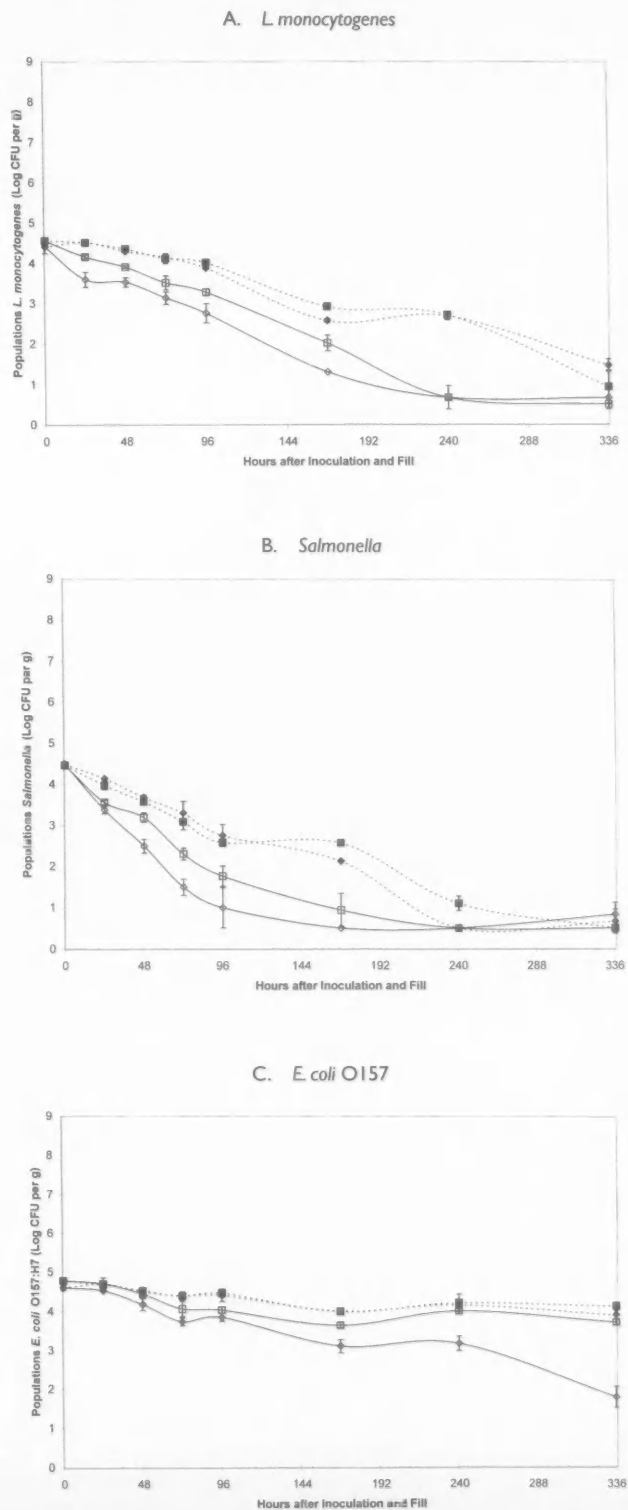 A. L. monocytogenes
9
8
7
6
5
4
3
2
1
0
Populations L. monocytogenes (Log CFU per g)
0 48 96 144 192 240 288 336
Hours after Inoculation and Fill
B. Salmonella
9
8
7
6
5
4
3
2
1
0
Populations Salmonella (Log CFU per g)
0 48 96 144 192 240 288 336
Hours after Inoculation and Fill
C. E. coli O157
9
8
7
6
5
4
3
2
1
0
Populations E. coli O157:H7 (Log CFU per g)
0 48 96 144 192 240 288 336
Hours after Inoculation and Fill